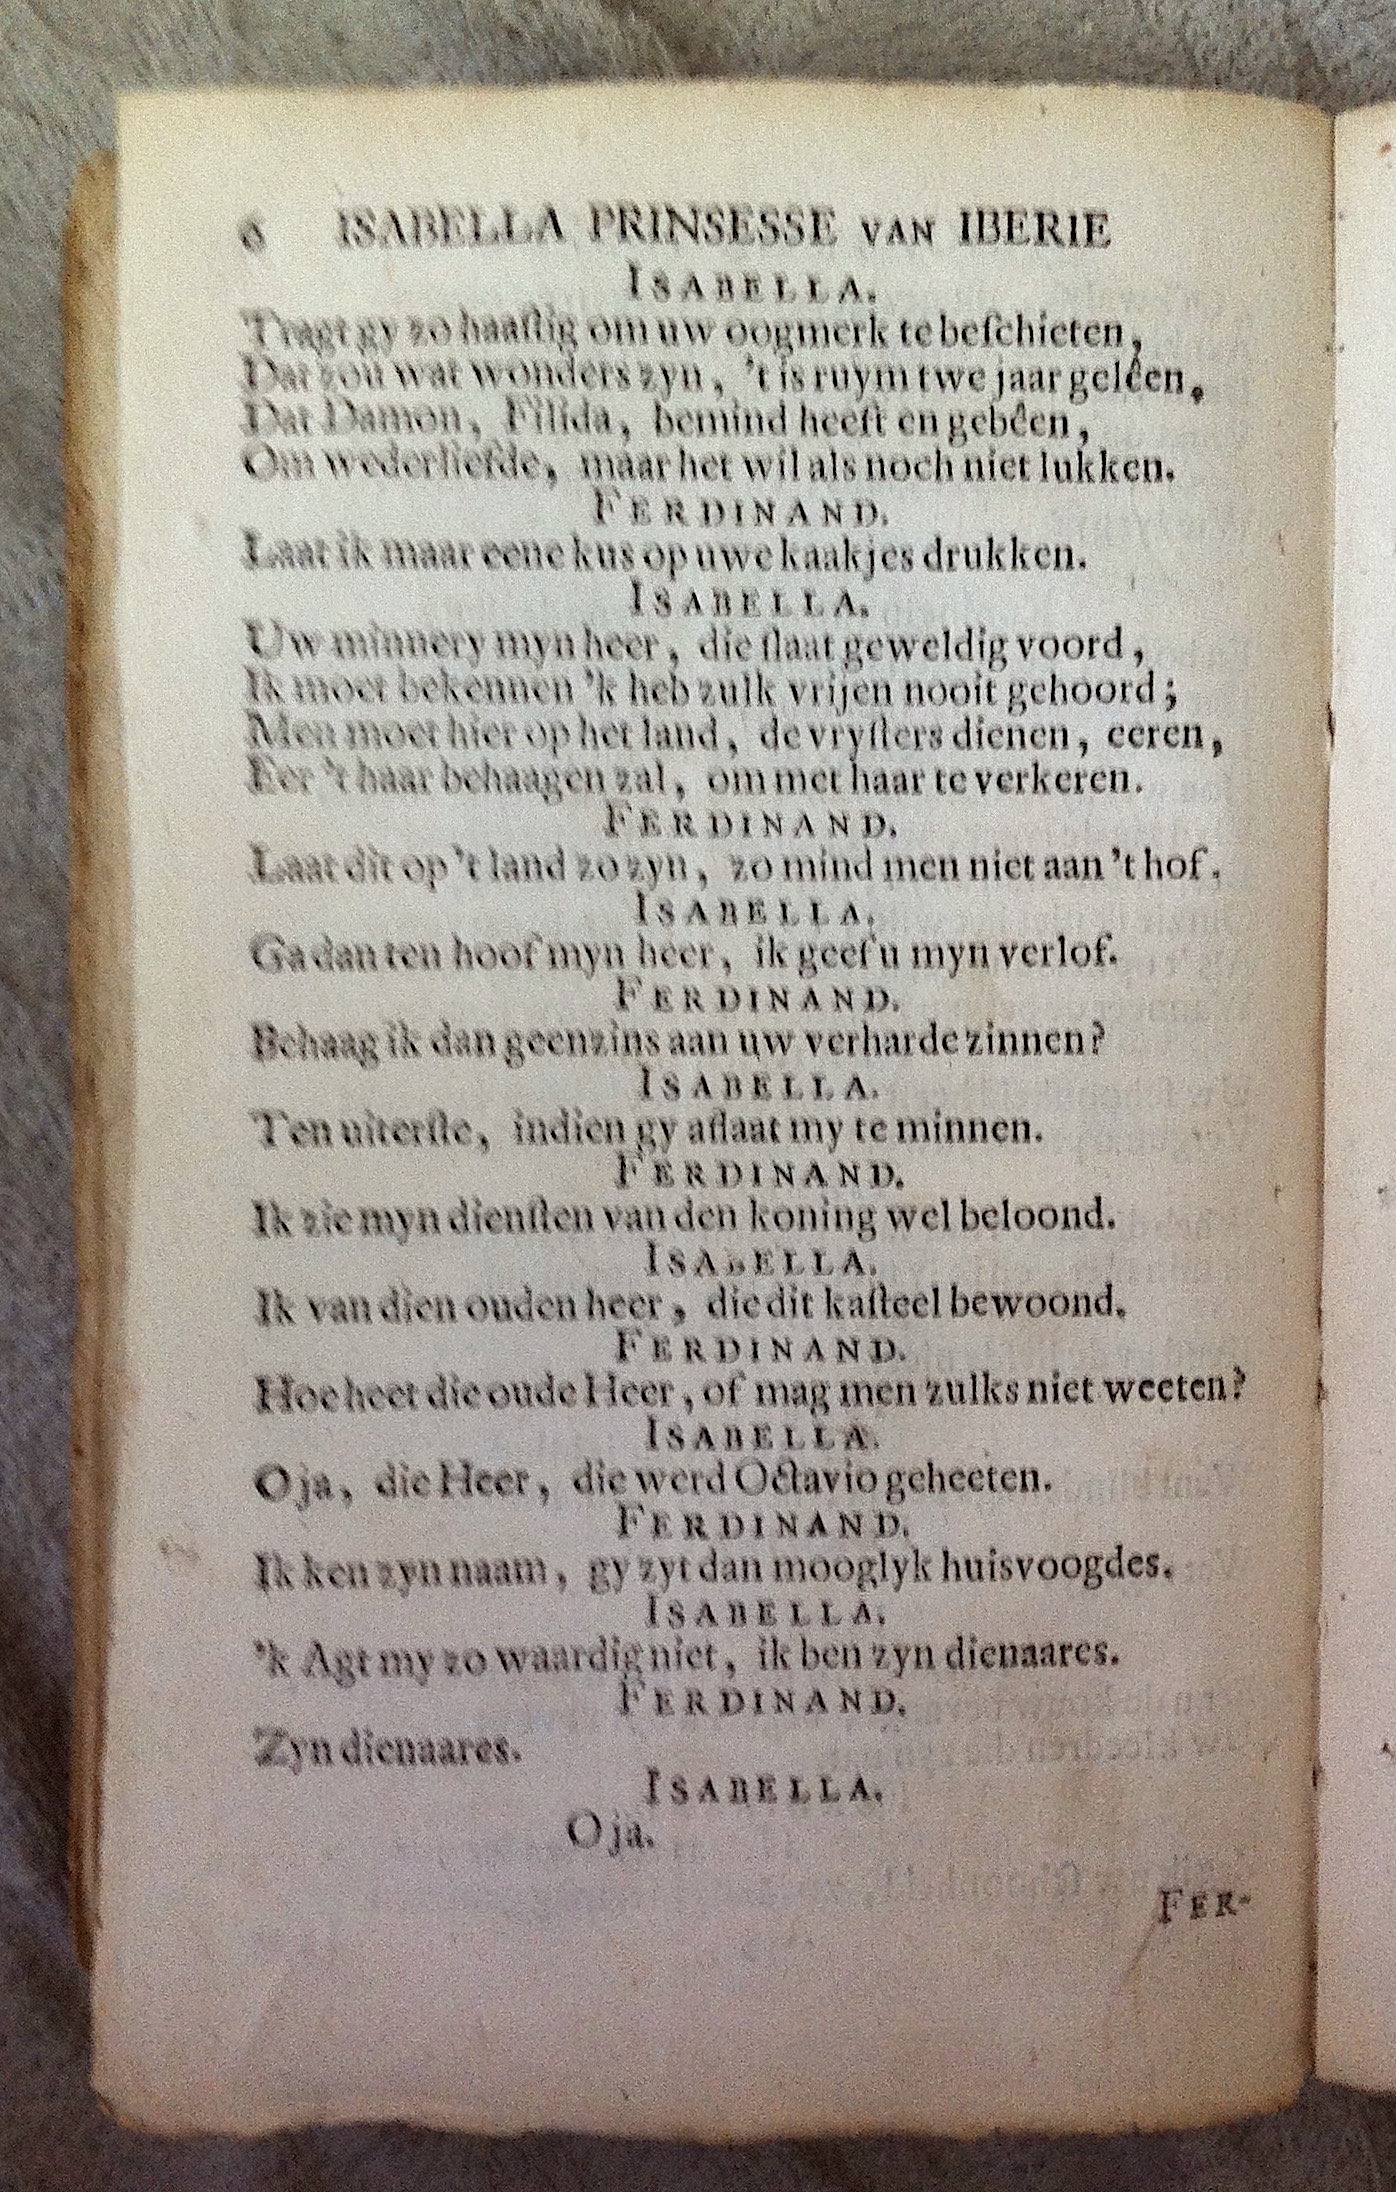 6 ISABELLA PRINSESSE VAN IBERIE
ISABELLA.
Tragt gy zo haaſtig om uw oogmerk te beſchieten,
Dat zou wat wonders zyn, 't is ruym twe jaar gelêen,
Dat Damon, Filida, bemind heeft en gebêen,
Om wederliefde, maar het wil als noch niet lukken.
FERDINAND.
Laat ik maar eene kus op uwe kaakjes drukken.
ISABELLA.
Uw minnery myn heer, die ſlaat geweldig voord,
Ik moet bekennen 'k heb zulk vrijen nooit gehoord;
Men moet hier op het land, de vryſters dienen, eeren,
Eer 't haar behaagen zal, om met haar te verkeren.
FERDINAND.
Laat dit op 't land zo zyn, zo mind men niet aan 't hof.
ISABELLA.
Ga dan ten hoof myn heer, ik geef u myn verlof.
FERDINAND.
Behaag ik dan geenzins aan uw verharde zinnen?
ISABELLA.
Ten uiterſte, indien gy aflaat my te minnen.
FERDINAND.
Ik zie myn dienſten van den koning wel beloond.
ISABELLA.
Ik van dien ouden heer, die dit kaſteel bewoond.
FERDINAND.
Hoe heet die oude Heer, of mag men zulks niet weeten?
ISABELLA.
O ja, die Heer, die werd Octavio geheeten.
FERDINAND.
Ik ken zyn naam, gy zyt dan mooglyk huisvoogdes.
ISABELLA.
'k Agt my zo waardig niet, ik ben zyn dienaares.
FERDINAND.
Zyn dienaares.
ISABELLA.
O ja.
FER-